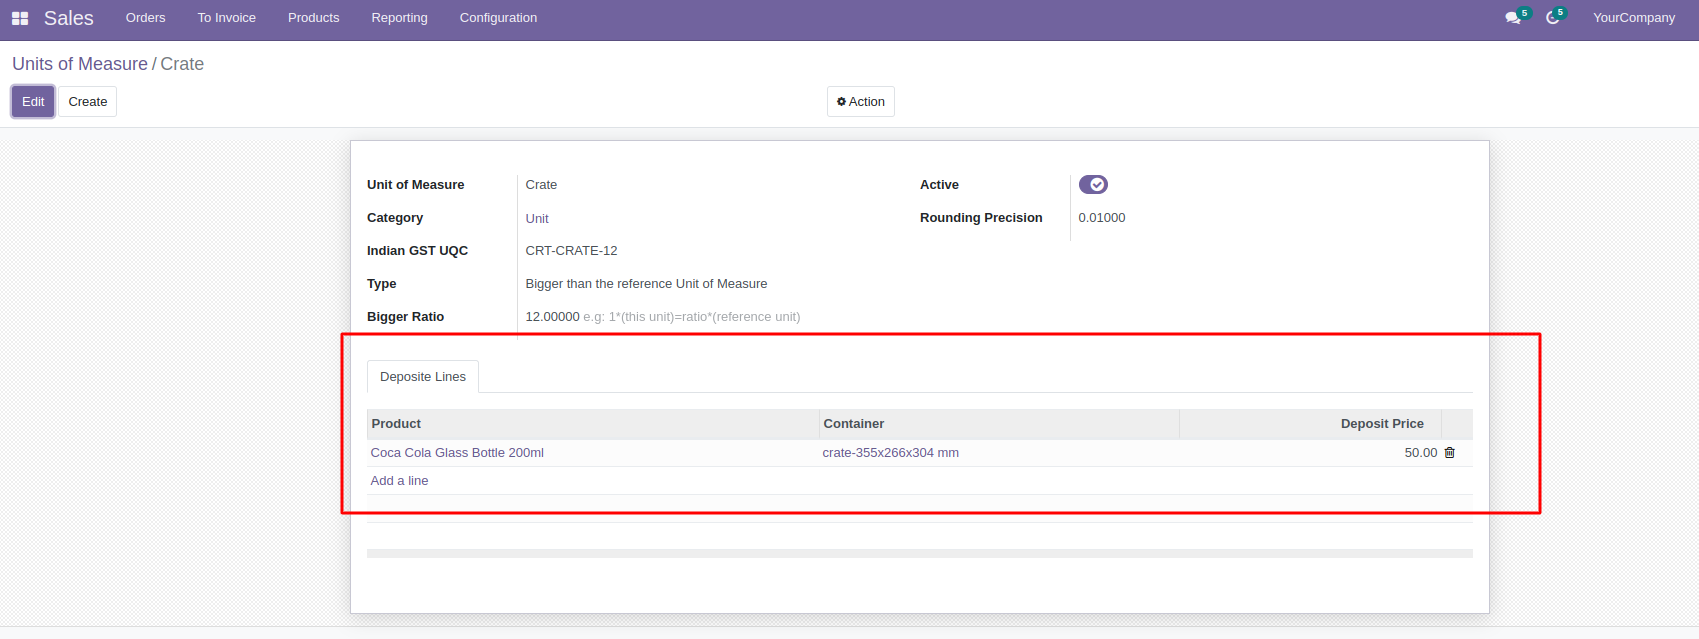 Sales Orders To Invoice Products Reporting Configuration 5 5 YourCompany
Units of Measure / Crate
Edit Create Action
Unit of Measure Crate Active
Category Unit Rounding Precision 0.01000
Indian GST UQC CRT-CRATE-12
Type Bigger than the reference Unit of Measure
Bigger Ratio 12.00000 e.g: 1*(this unit)=ratio*(reference unit)
Deposite Lines
Product Container Deposit Price
Coca Cola Glass Bottle 200ml crate-355x266x304 mm 50.00
Add a line